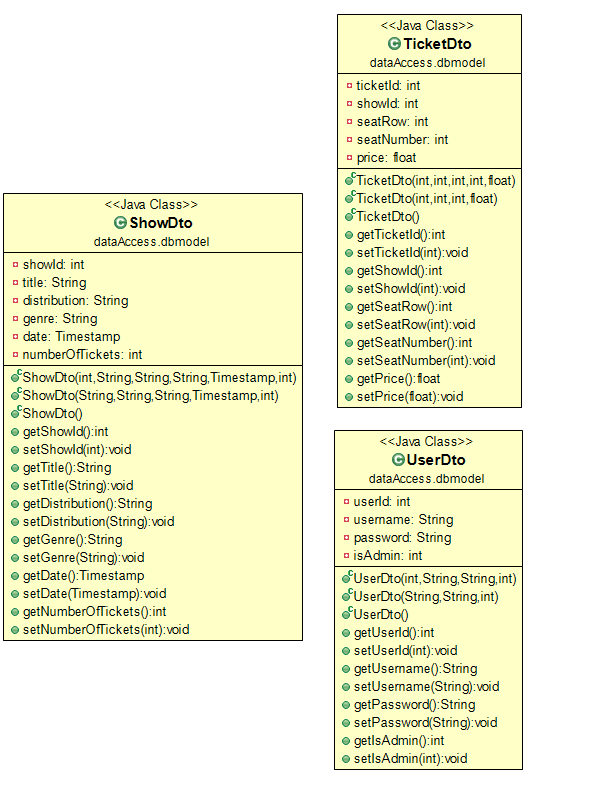 <<Java Class>>
TicketDto
dataAccess.dbmodel
ticketId: int
showId: int
seatRow: int
seatNumber: int
price: float
TicketDto(int,int,int,int,float)
TicketDto(int,int,int,float)
TicketDto()
getTicketId():int
setTicketId(int):void
getShowId():int
setShowId(int):void
getSeatRow():int
setSeatRow(int):void
getSeatNumber():int
setSeatNumber(int):void
getPrice():float
setPrice(float):void
<<Java Class>>
ShowDto
dataAccess.dbmodel
showId: int
title: String
distribution: String
genre: String
date: Timestamp
numberOfTickets: int
ShowDto(int,String,String,String,Timestamp,int)
ShowDto(String,String,String,Timestamp,int)
ShowDto()
getShowId():int
setShowId(int):void
getTitle():String
setTitle(String):void
getDistribution():String
setDistribution(String):void
getGenre():String
setGenre(String):void
getDate():Timestamp
setDate(Timestamp):void
getNumberOfTickets():int
setNumberOfTickets(int):void
<<Java Class>>
UserDto
dataAccess.dbmodel
userId: int
username: String
password: String
isAdmin: int
UserDto(int,String,String,int)
UserDto(String,String,int)
UserDto()
getUserId():int
setUserId(int):void
getUsername():String
setUsername(String):void
getPassword():String
setPassword(String):void
getIsAdmin():int
setIsAdmin(int):void